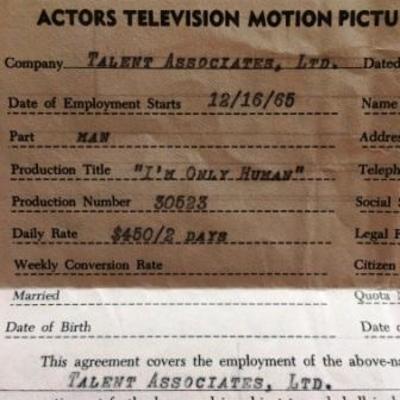 ACTORS TELEVISION MOTION PICTU
Company TALENT ASSOCIATES, LTD. Dated
Date of Employment Starts 12/16/65 Name
Part MAN Addres
Production Title "I'M ONLY HUMAN" Teleph
Production Number 30523 Social S
Daily Rate $450/2 DAYS Legal R
Weekly Conversion Rate Citizen
Married Quota N
Date of Birth Date o
This agreement covers the employment of the above-na
TALENT ASSOCIATES, LTD.